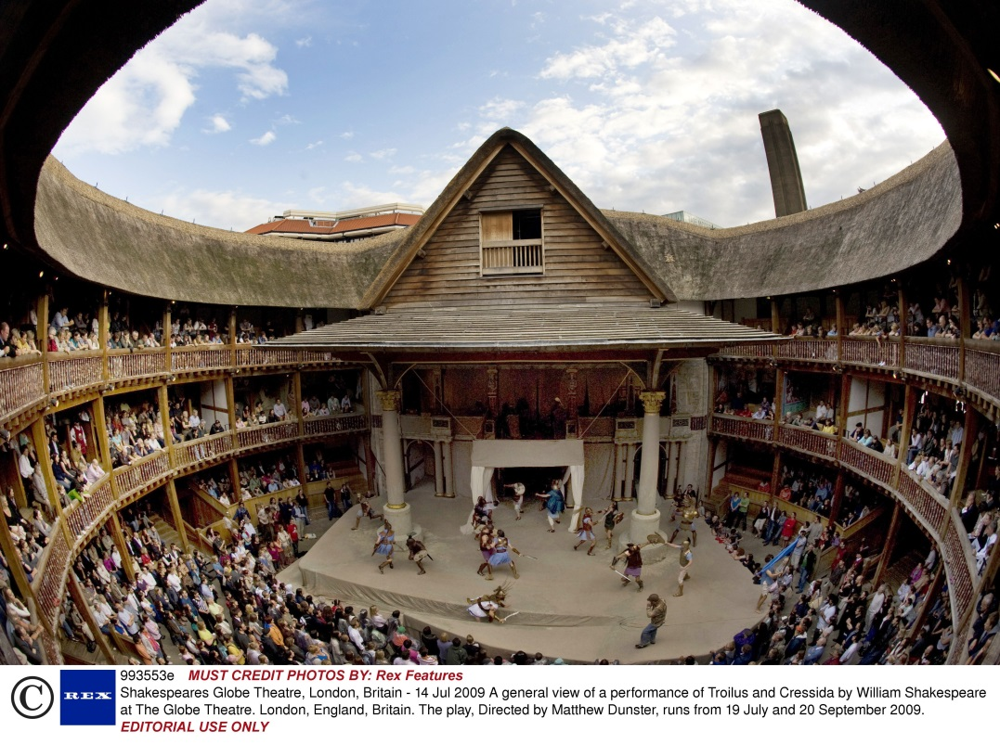 ©
REX
993553e MUST CREDIT PHOTOS BY: Rex Features
Shakespeares Globe Theatre, London, Britain - 14 Jul 2009 A general view of a performance of Troilus and Cressida by William Shakespeare
at The Globe Theatre. London, England, Britain. The play, Directed by Matthew Dunster, runs from 19 July and 20 September 2009.
EDITORIAL USE ONLY